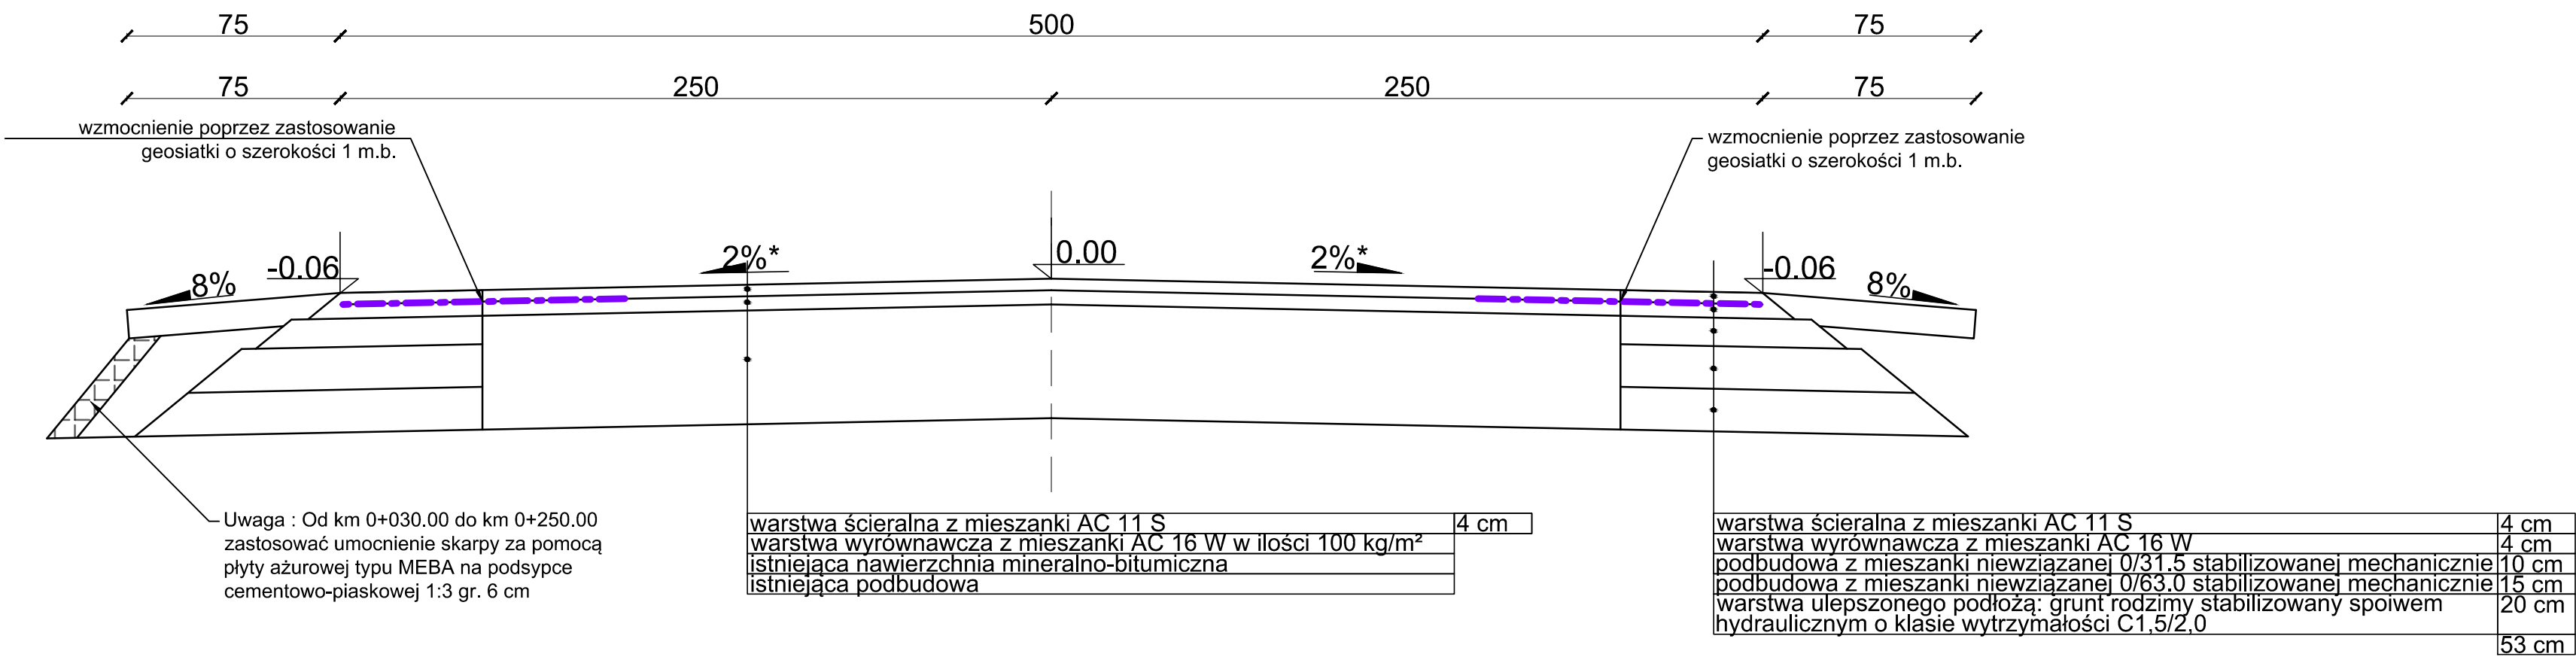 75 500 75
75 250 250 75
wzmocnienie poprzez zastosowanie
geosiatki o szerokości 1 m.b.
wzmocnienie poprzez zastosowanie
geosiatki o szerokości 1 m.b.
8% -0.06 2%* 0.00 2%* -0.06 8%
Uwaga : Od km 0+030.00 do km 0+250.00
zastosować umocnienie skarpy za pomocą
płyty ażurowej typu MEBA na podsypce
cementowo-piaskowej 1:3 gr. 6 cm
warstwa ścieralna z mieszanki AC 11 S 4 cm
warstwa wyrównawcza z mieszanki AC 16 W w ilości 100 kg/m²
istniejąca nawierzchnia mineralno-bitumiczna
istniejąca podbudowa
warstwa ścieralna z mieszanki AC 11 S 4 cm
warstwa wyrównawcza z mieszanki AC 16 W 4 cm
podbudowa z mieszanki niewziązanej 0/31.5 stabilizowanej mechanicznie 10 cm
podbudowa z mieszanki niewziązanej 0/63.0 stabilizowanej mechanicznie 15 cm
warstwa ulepszonego podłożą: grunt rodzimy stabilizowany spoiwem 20 cm
hydraulicznym o klasie wytrzymałości C1,5/2,0
53 cm